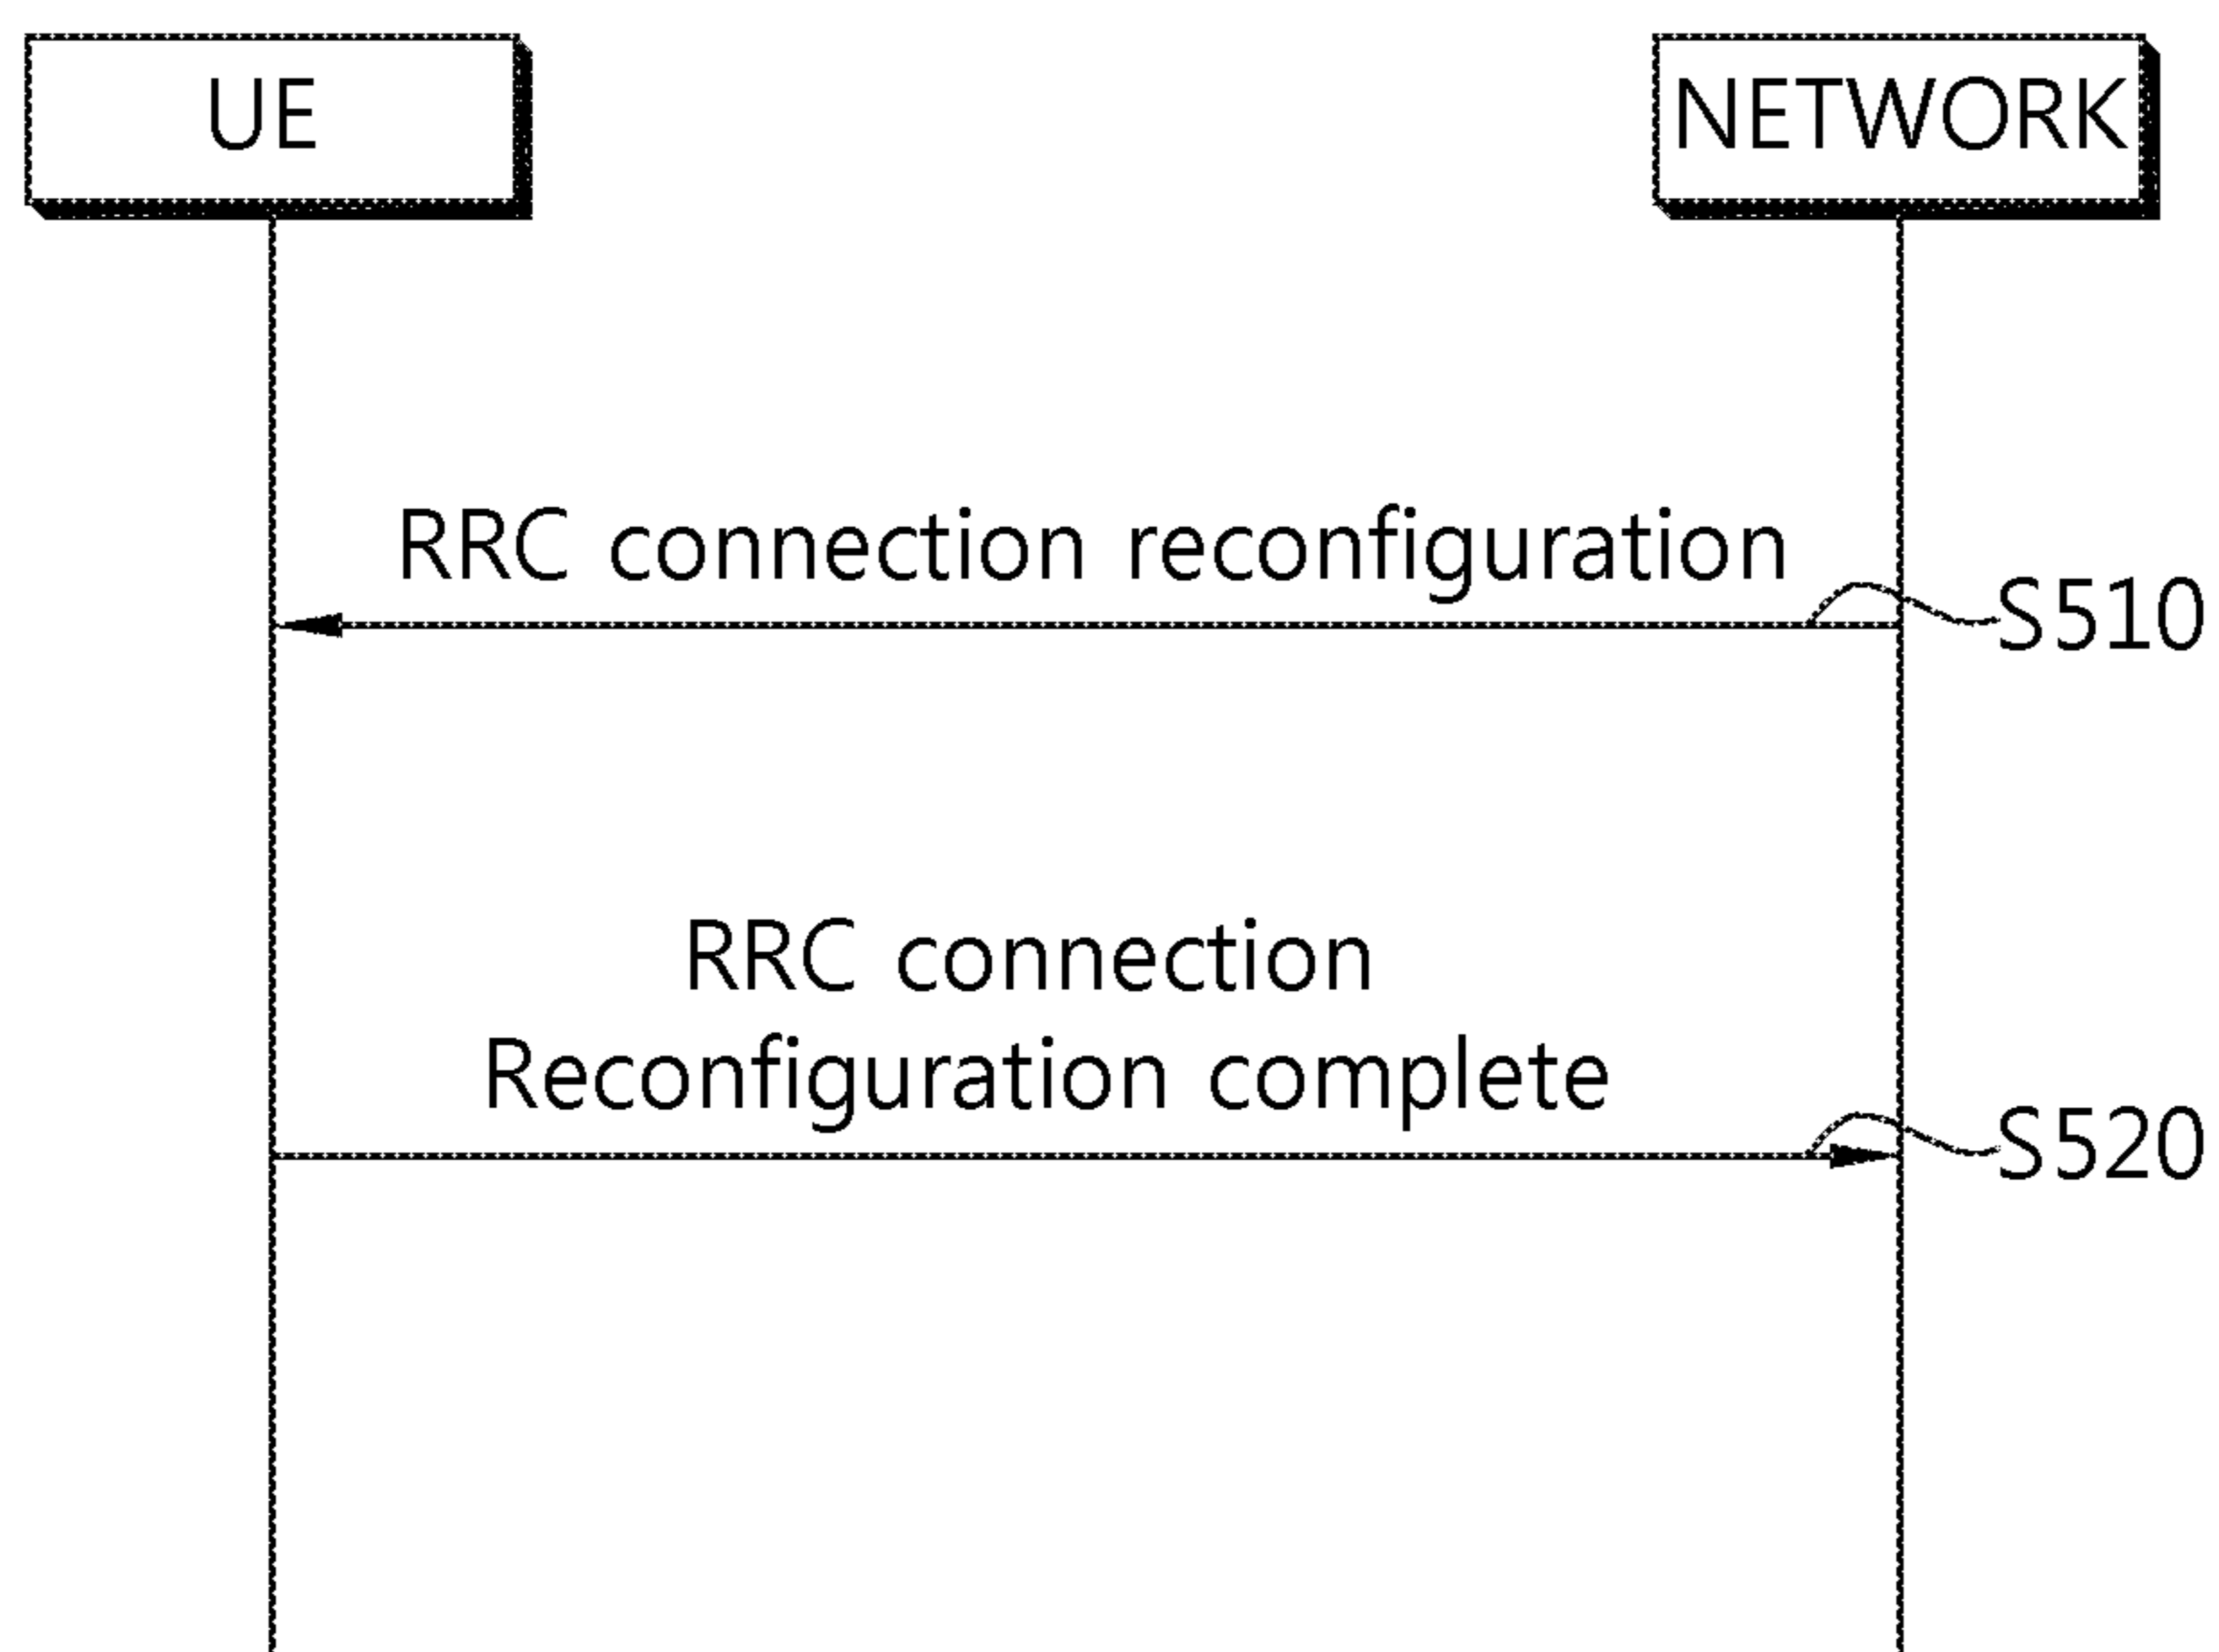 UE
NETWORK
RRC connection reconfiguration
S510
RRC connection
Reconfiguration complete
S520